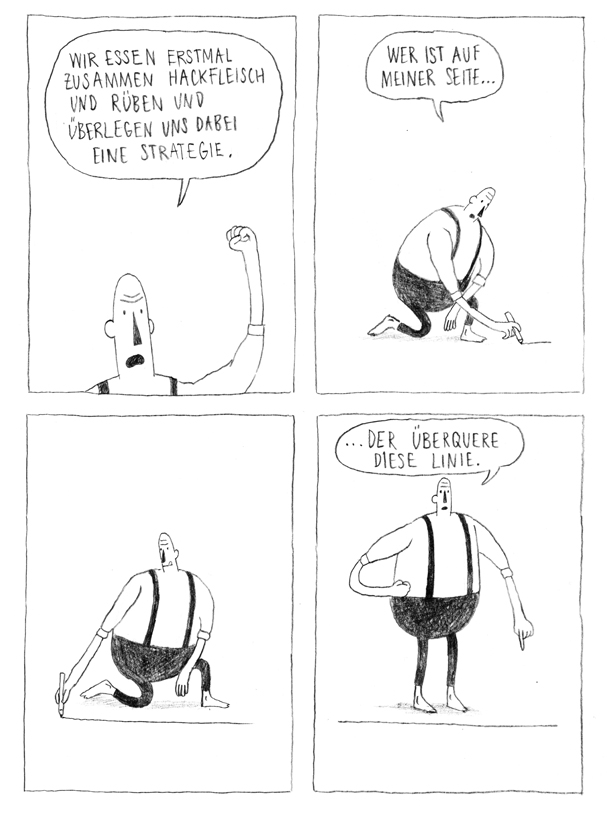 WIR ESSEN ERSTMAL
ZUSAMMEN HACKFLEISCH
UND RÜBEN UND
ÜBERLEGEN UNS DABEI
EINE STRATEGIE.
WER IST AUF
MEINER SEITE...
...DER ÜBERQUERE
DIESE LINIE.